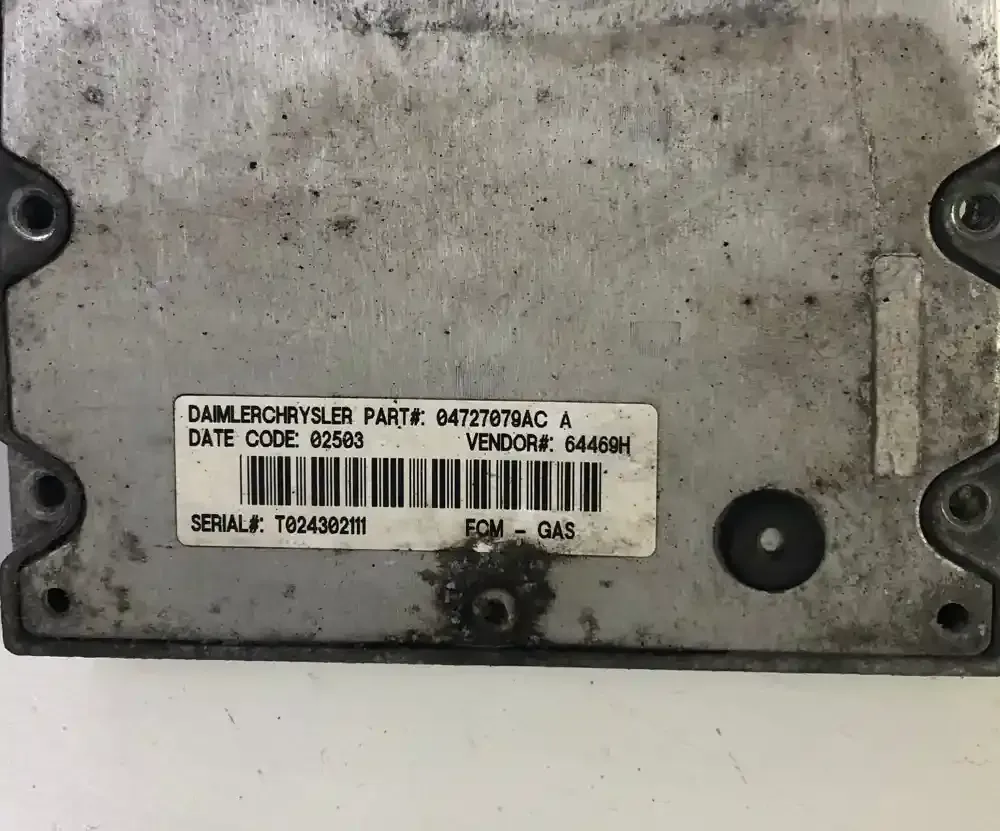 DAIMLERCHRYSLER PART#: 04727079AC A
DATE CODE: 02503 VENDOR#: 64469H
SERIAL#: T024302111 FCM - GAS